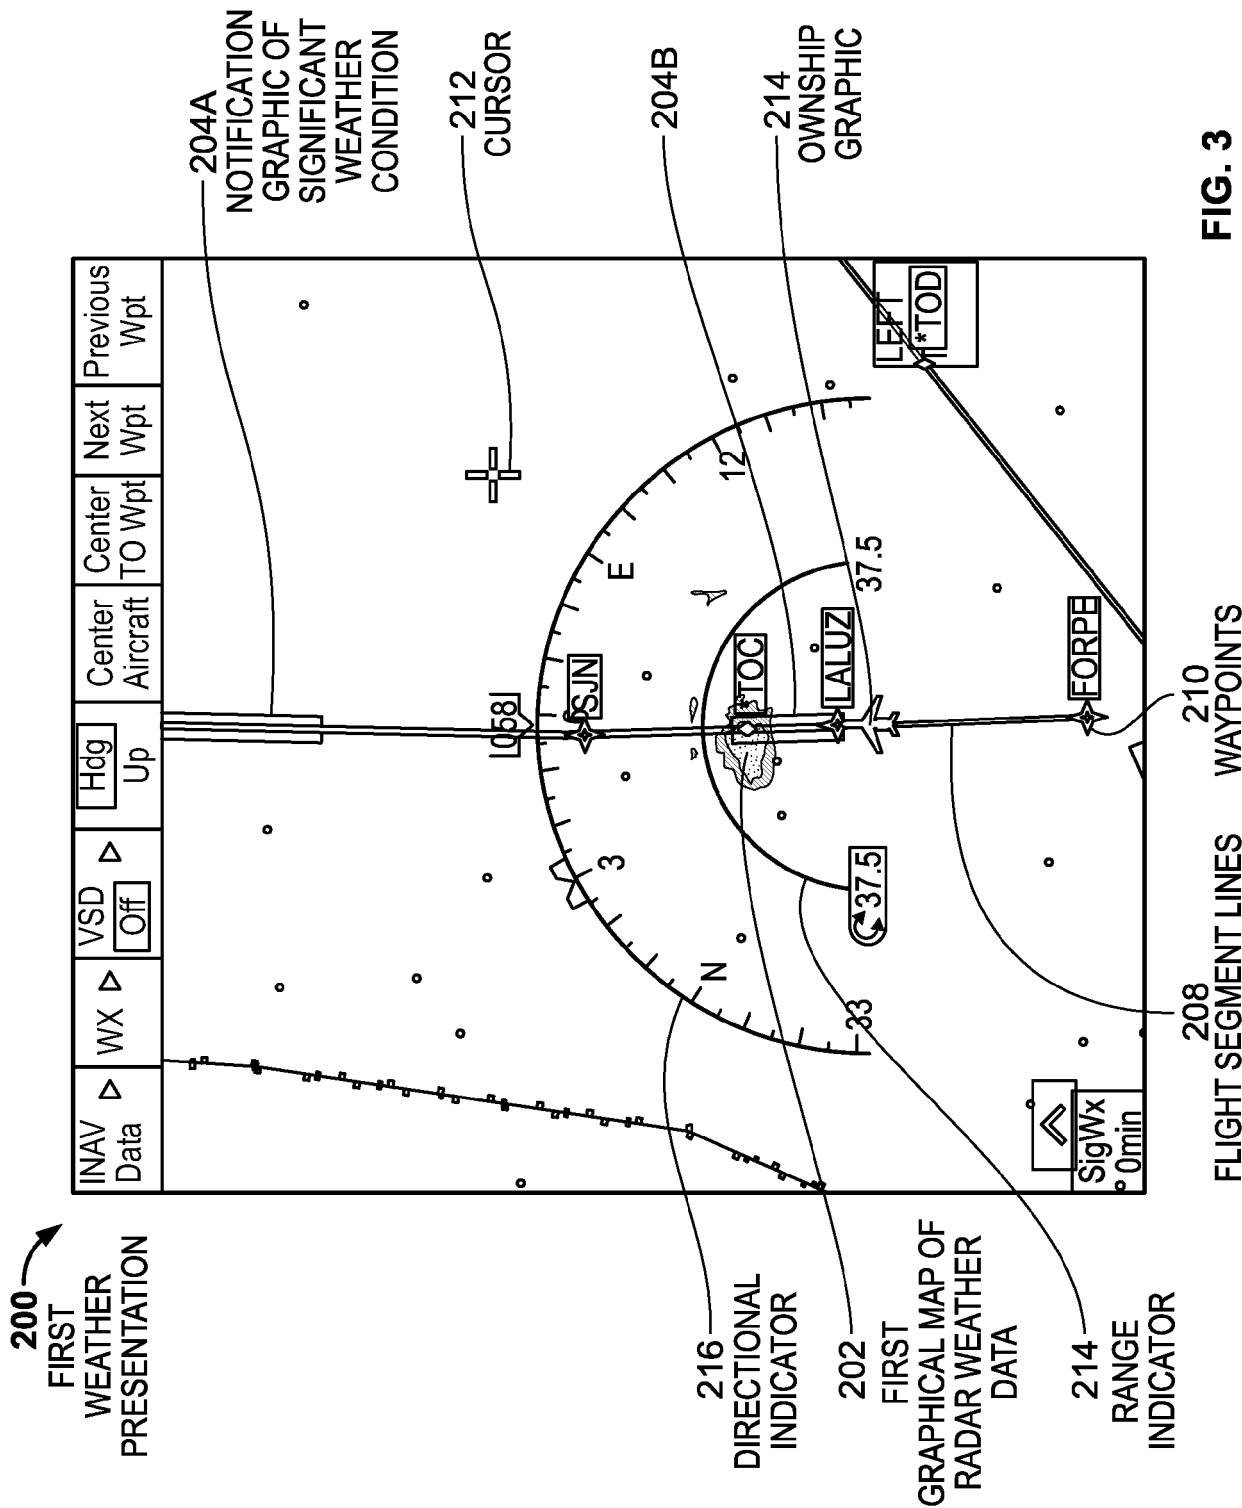 200
FIRST
WEATHER
PRESENTATION
INAV
Data
WX
VSD
Off
Hdg
Up
Center
Aircraft
Center
TO Wpt
Next
Wpt
Previous
Wpt
204A
NOTIFICATION
GRAPHIC OF
SIGNIFICANT
WEATHER
CONDITION
212
CURSOR
058
SJN
3
E
N
12
33
*TOC
LALUZ
37.5
37.5
LEFT
*TOD
FORPE
SigWx
0min
204B
214
OWNSHIP
GRAPHIC
216
DIRECTIONAL
INDICATOR
202
FIRST
GRAPHICAL MAP OF
RADAR WEATHER
DATA
214
RANGE
INDICATOR
208
FLIGHT SEGMENT LINES
210
WAYPOINTS
FIG. 3